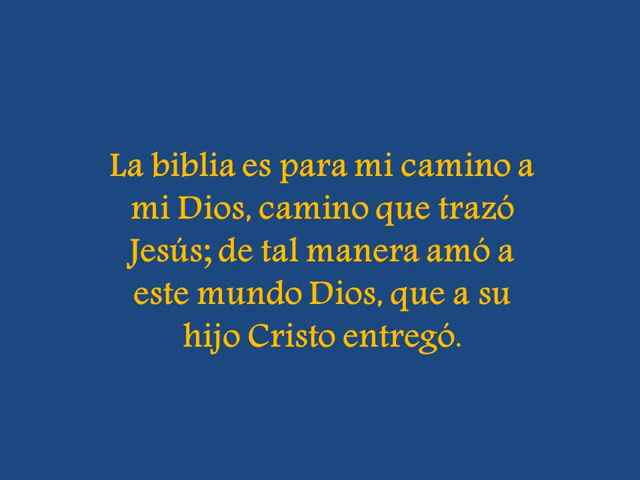 La biblia es para mi camino a
mi Dios, camino que trazó
Jesús; de tal manera amó a
este mundo Dios, que a su
hijo Cristo entregó.